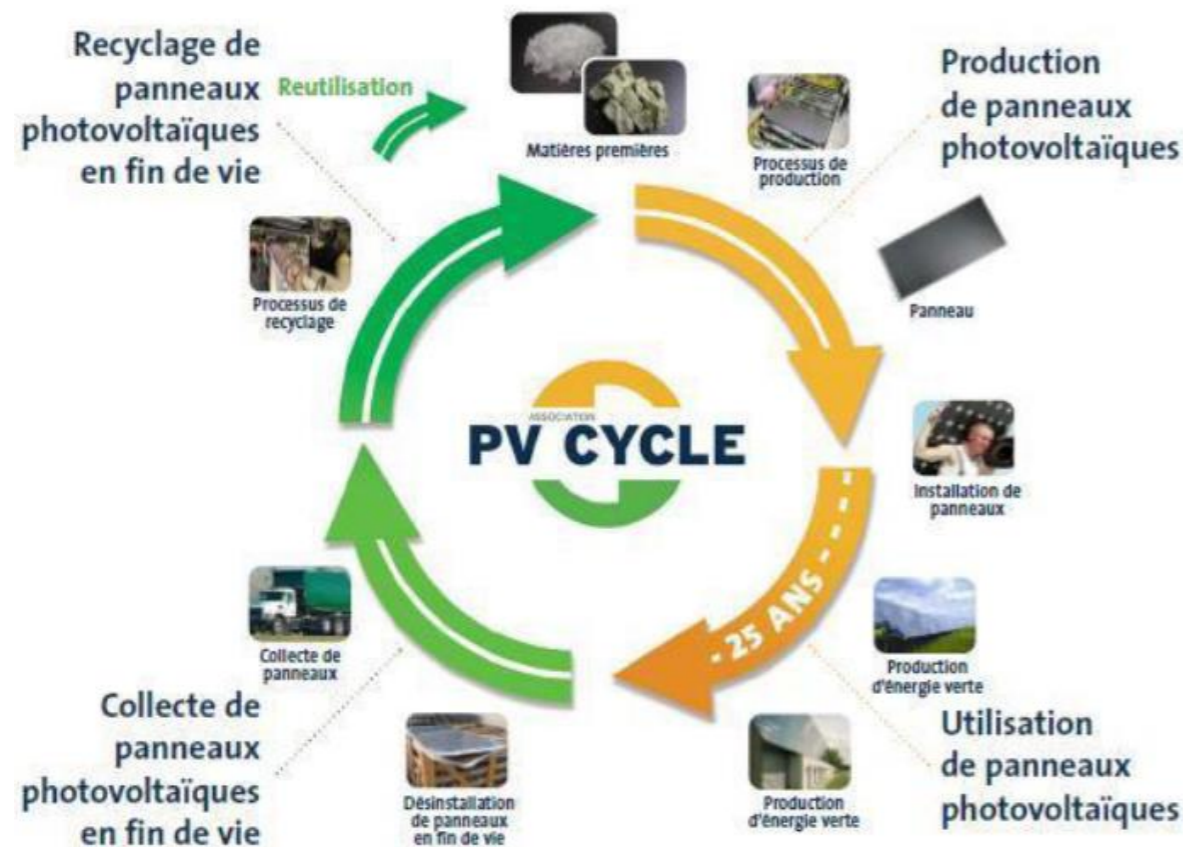 Recyclage de
panneaux
photovoltaïques
en fin de vie
Reutilisation
Matières premières
Processus de
production
Production
de panneaux
photovoltaïques
Panneau
Processus de
recyclage
ASSOCIATION
PV CYCLE
Installation de
panneaux
- 25 ANS - - -
Production
d'énergie verte
Collecte de
panneaux
Collecte de
panneaux
photovoltaïques
en fin de vie
Désinstallation
de panneaux
en fin de vie
Production
d'énergie verte
Utilisation
de panneaux
photovoltaïques